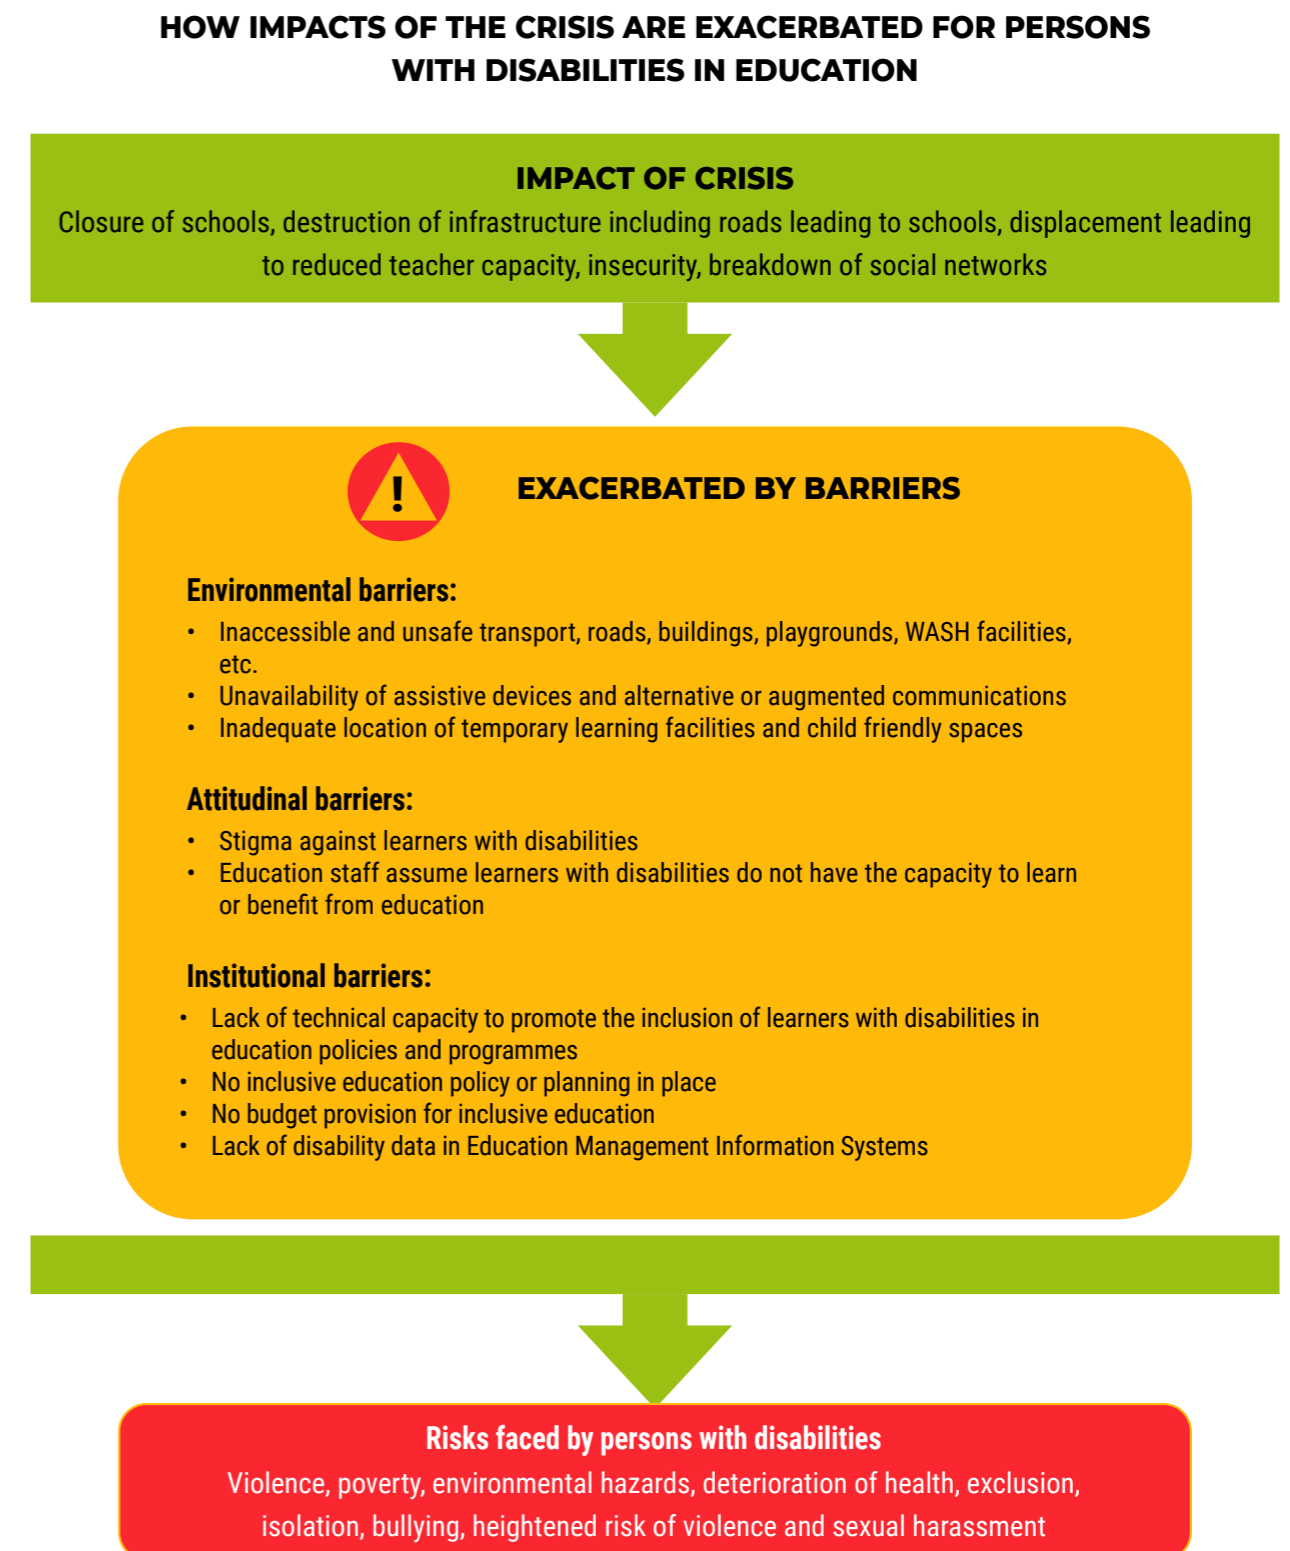 HOW IMPACTS OF THE CRISIS ARE EXACERBATED FOR PERSONS
WITH DISABILITIES IN EDUCATION
IMPACT OF CRISIS
Closure of schools, destruction of infrastructure including roads leading to schools, displacement leading
to reduced teacher capacity, insecurity, breakdown of social networks
!
EXACERBATED BY BARRIERS
Environmental barriers:
• Inaccessible and unsafe transport, roads, buildings, playgrounds, WASH facilities,
etc.
• Unavailability of assistive devices and alternative or augmented communications
• Inadequate location of temporary learning facilities and child friendly spaces
Attitudinal barriers:
• Stigma against learners with disabilities
• Education staff assume learners with disabilities do not have the capacity to learn
or benefit from education
Institutional barriers:
• Lack of technical capacity to promote the inclusion of learners with disabilities in
education policies and programmes
• No inclusive education policy or planning in place
• No budget provision for inclusive education
• Lack of disability data in Education Management Information Systems
Risks faced by persons with disabilities
Violence, poverty, environmental hazards, deterioration of health, exclusion,
isolation, bullying, heightened risk of violence and sexual harassment